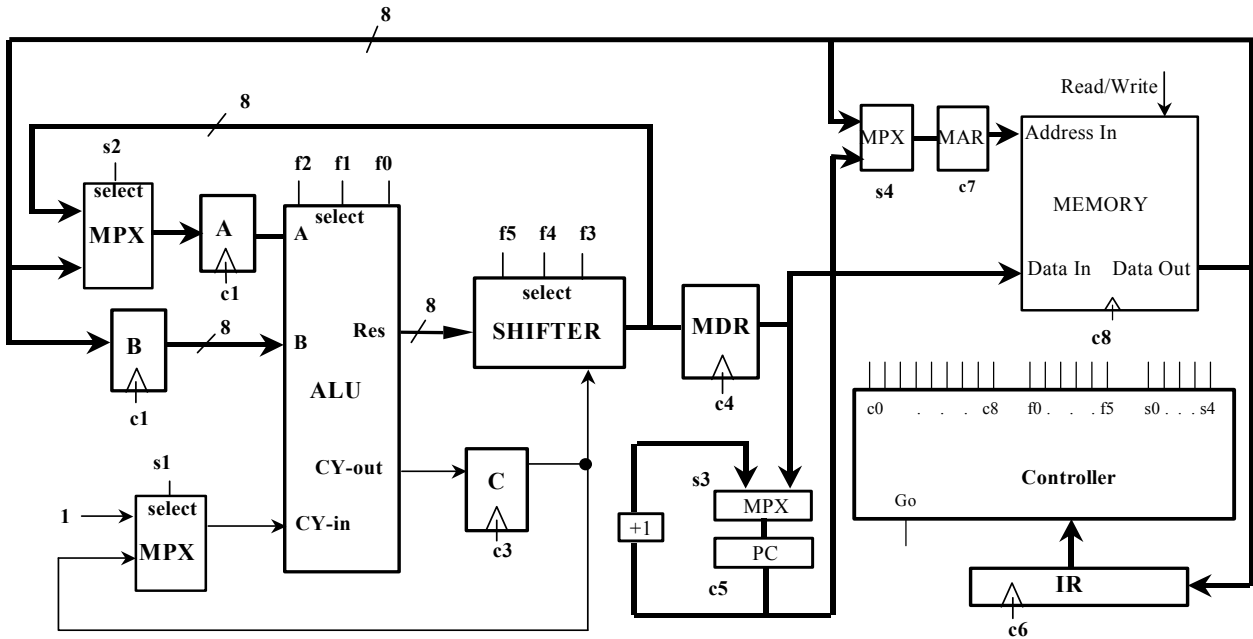 8
8
Read/Write
s2
select
MPX
A
c1
B
c1
8
f2 f1 f0
select
A
B
Res
ALU
CY-out
CY-in
s1
select
1
MPX
8
f5 f4 f3
select
SHIFTER
C
c3
MDR
c4
MPX
s4
MAR
c7
Address In
MEMORY
Data In Data Out
c8
s3
MPX
+1
PC
c5
c0 . . . c8 f0 . . . f5 s0 . . . s4
Controller
Go
IR
c6